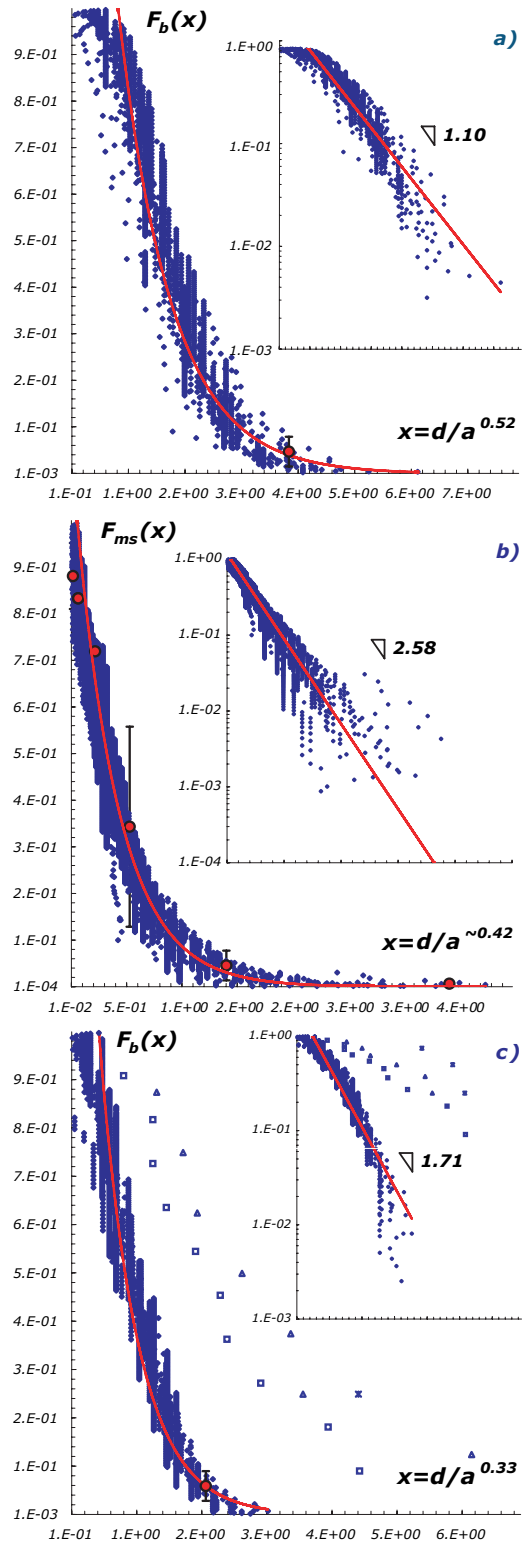 F_b(x)
a)
9.E-01
8.E-01
7.E-01
6.E-01
5.E-01
4.E-01
3.E-01
2.E-01
1.E-01
1.E-03
1.E-01 1.E+00 2.E+00 3.E+00 4.E+00 5.E+00 6.E+00 7.E+00
x=d/a^0.52
1.E+00
1.E-01
1.E-02
1.E-03
1.10
F_ms(x)
b)
9.E-01
8.E-01
7.E-01
6.E-01
5.E-01
4.E-01
3.E-01
2.E-01
1.E-01
1.E-04
1.E-02 5.E-01 1.E+00 2.E+00 2.E+00 3.E+00 3.E+00 4.E+00
x=d/a^~0.42
1.E+00
1.E-01
1.E-02
1.E-03
1.E-04
2.58
F_b(x)
c)
9.E-01
8.E-01
7.E-01
6.E-01
5.E-01
4.E-01
3.E-01
2.E-01
1.E-01
1.E-03
1.E-01 1.E+00 2.E+00 3.E+00 4.E+00 5.E+00 6.E+00
x=d/a^0.33
1.E+00
1.E-01
1.E-02
1.E-03
1.71